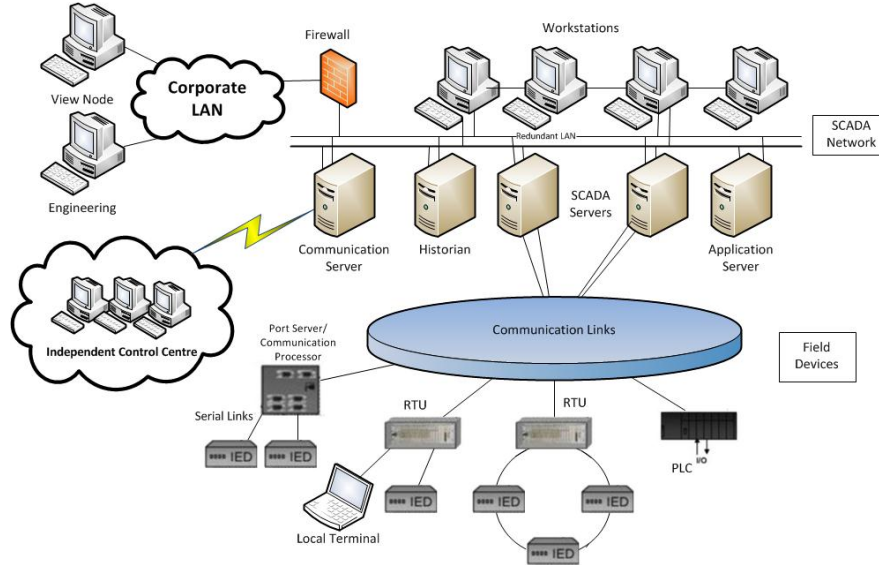 Firewall
Workstations
View Node
Corporate
LAN
Redundant LAN
SCADA
Network
Engineering
Communication
Server
Historian
SCADA
Servers
Application
Server
Independent Control Centre
Communication Links
Port Server/
Communication
Processor
Field
Devices
Serial Links
RTU
RTU
IED
IED
IED
IED
IED
IED
PLC
I/O
Local Terminal